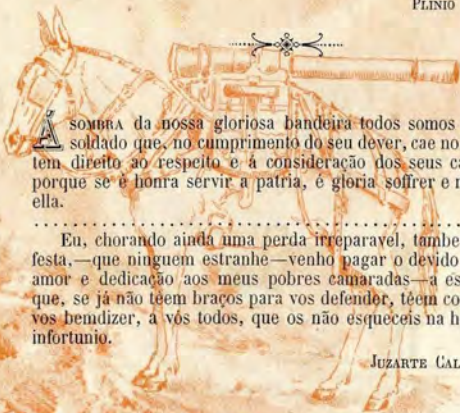 PLINIO
Á SOMBRA da nossa gloriosa bandeira todos somos
soldado que, no cumprimento do seu dever, cae no
tem direito ao respeito e á consideração dos seus ca
porque se é honra servir a patria, é gloria soffrer e
ella.
Eu, chorando ainda uma perda irreparavel, tambe
festa,—que ninguem estranhe—venho pagar o devido
amor e dedicação aos meus pobres camaradas—a es
que, se já não têem braços para vos defender, têem co
vos bemdizer, a vós todos, que os não esqueceis na h
infortunio.
JUZARTE CAL